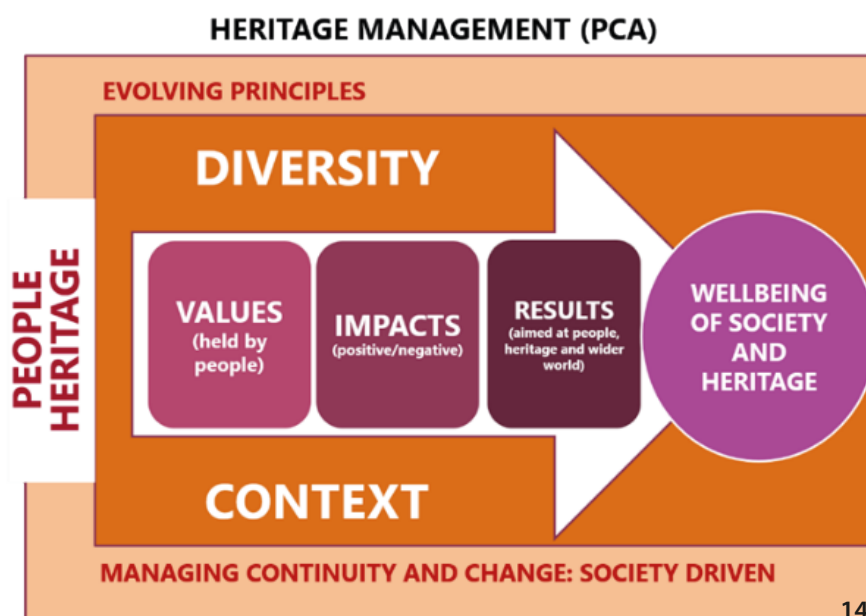 HERITAGE MANAGEMENT (PCA)
EVOLVING PRINCIPLES
PEOPLE
HERITAGE
DIVERSITY
VALUES
(held by
people)
IMPACTS
(positive/negative)
RESULTS
(aimed at people,
heritage and wider
world)
WELLBEING
OF SOCIETY
AND
HERITAGE
CONTEXT
MANAGING CONTINUITY AND CHANGE: SOCIETY DRIVEN
14